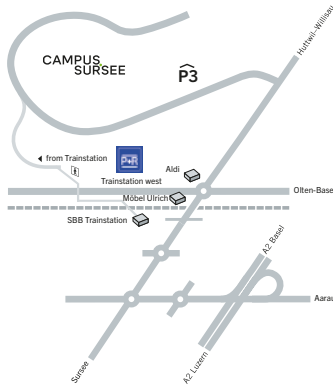 Huttwil–Willisau
CAMPUS
SURSEE
P3
from Trainstation
P+R
Aldi
Trainstation west
Olten-Base
Möbel Ulrich
SBB Trainstation
A2 Basel
Aarau
Sursee
A2 Luzern